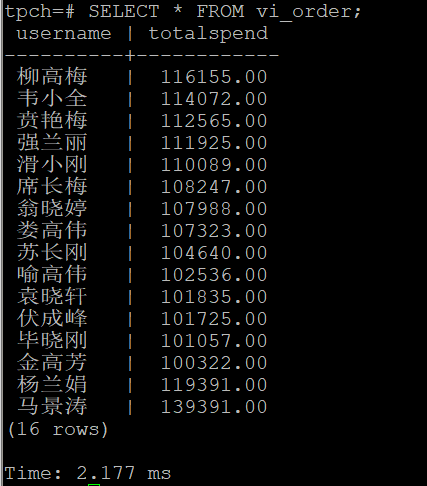 tpch=# SELECT * FROM vi_order;
 username | totalspend
----------+------------
 柳高梅   |  116155.00
 韦小全   |  114072.00
 贲艳梅   |  112565.00
 强兰丽   |  111925.00
 滑小刚   |  110089.00
 席长梅   |  108247.00
 翁晓婷   |  107988.00
 娄高伟   |  107323.00
 苏长刚   |  104640.00
 喻高伟   |  102536.00
 袁晓轩   |  101835.00
 伏成峰   |  101725.00
 毕晓刚   |  101057.00
 金高芳   |  100322.00
 杨兰娟   |  119391.00
 马景涛   |  139391.00
(16 rows)

Time: 2.177 ms